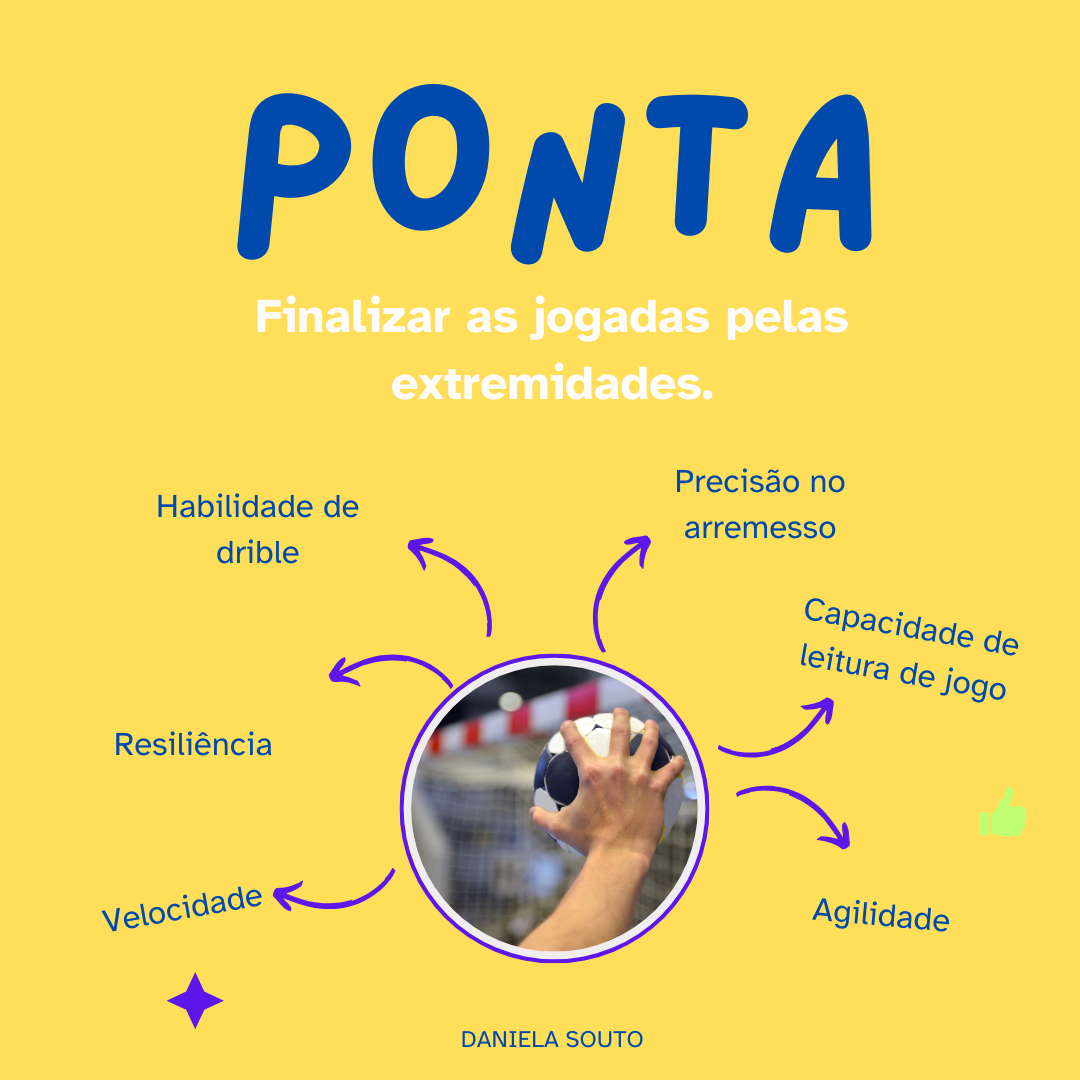 PONTA
Finalizar as jogadas pelas
extremidades.
Habilidade de
drible
Precisão no
arremesso
Capacidade de
leitura de jogo
Resiliência
Velocidade
Agilidade
DANIELA SOUTO